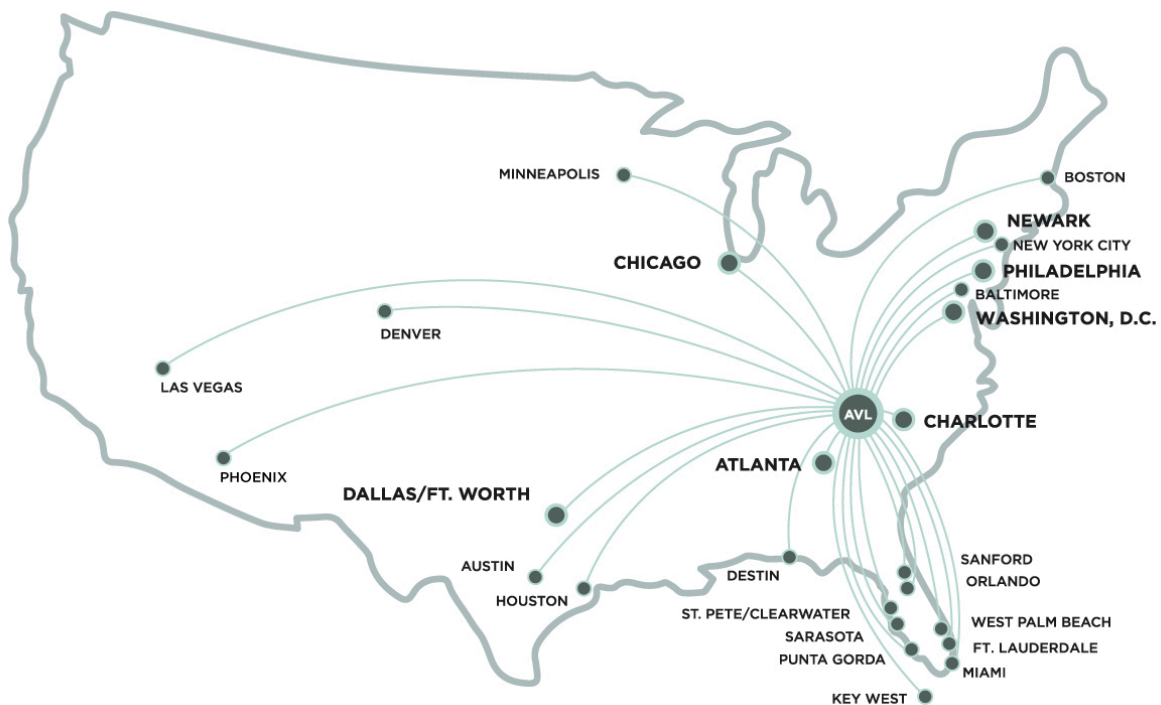 MINNEAPOLIS
BOSTON
NEWARK
NEW YORK CITY
CHICAGO
PHILADELPHIA
BALTIMORE
WASHINGTON, D.C.
DENVER
LAS VEGAS
AVL
CHARLOTTE
ATLANTA
PHOENIX
DALLAS/FT. WORTH
SANFORD
AUSTIN
DESTIN
ORLANDO
HOUSTON
ST. PETE/CLEARWATER
WEST PALM BEACH
SARASOTA
FT. LAUDERDALE
PUNTA GORDA
MIAMI
KEY WEST